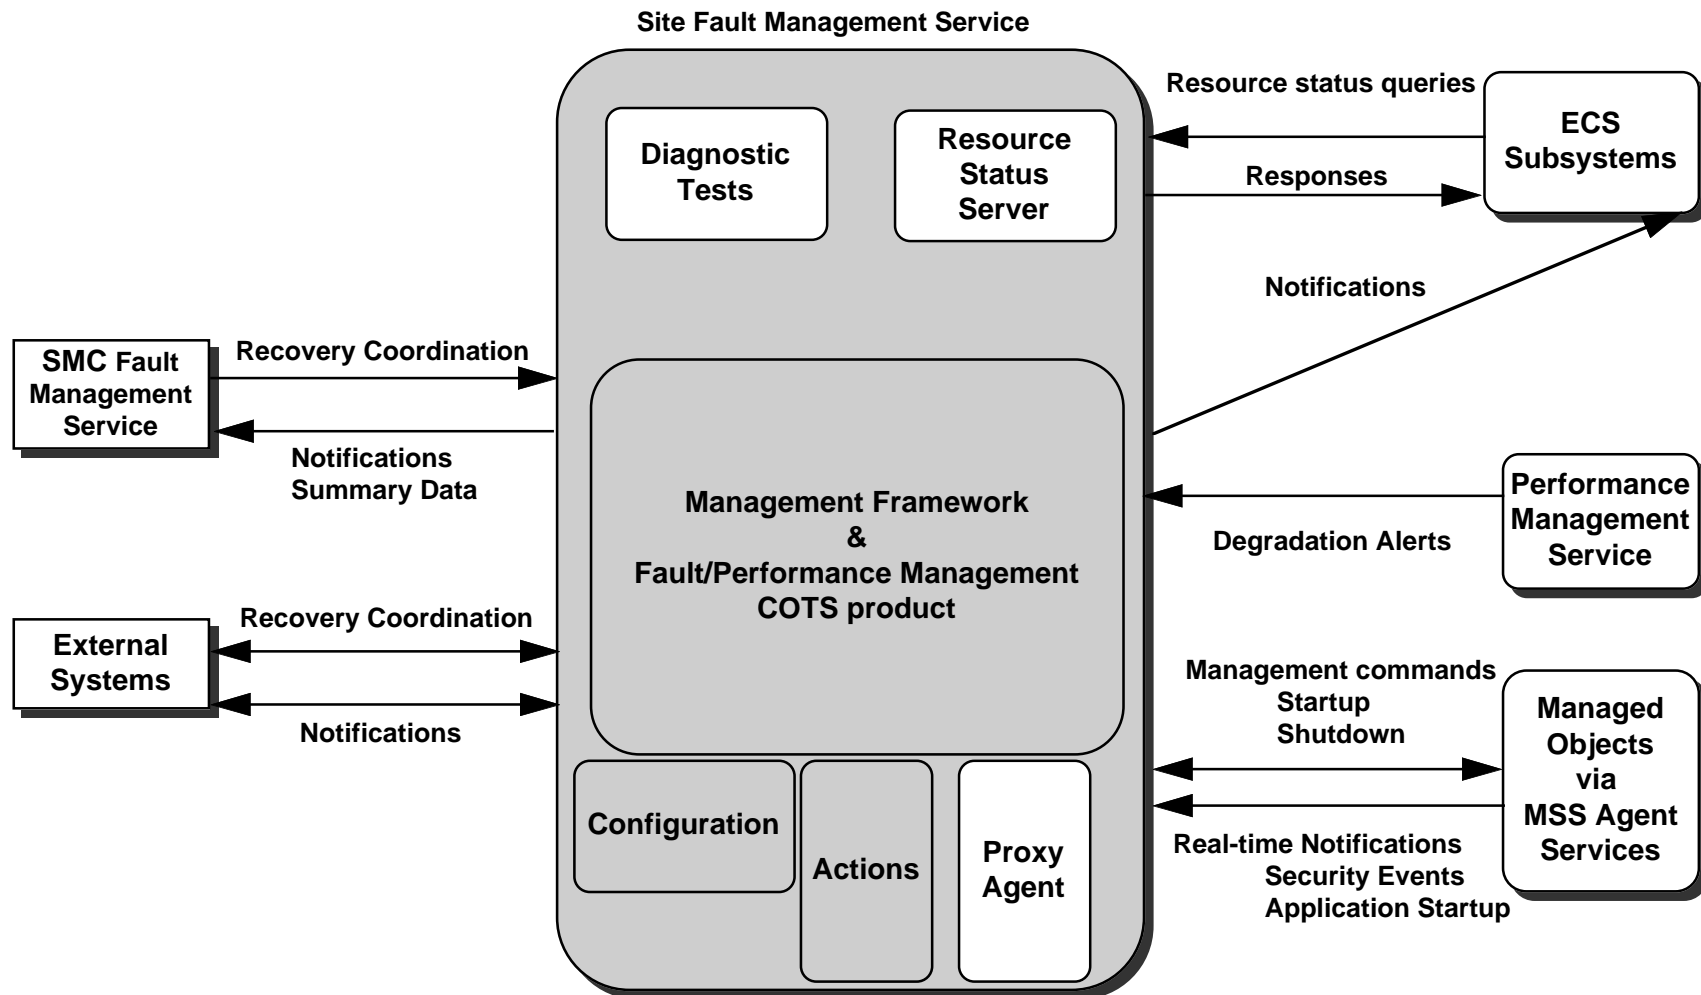 Site Fault Management Service
Diagnostic
Tests
Resource
Status
Server
Resource status queries
ECS
Subsystems
Responses
Notifications
SMC Fault
Management
Service
Recovery Coordination
Notifications
Summary Data
Management Framework
&
Fault/Performance Management
COTS product
Performance
Management
Service
Degradation Alerts
External
Systems
Recovery Coordination
Notifications
Management commands
Startup
Shutdown
Managed
Objects
via
MSS Agent
Services
Real-time Notifications
Security Events
Application Startup
Configuration
Actions
Proxy
Agent